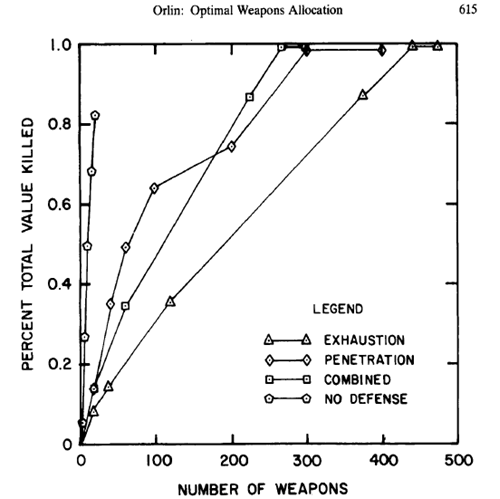 Orlin: Optimal Weapons Allocation 615
1.0
0.8
0.6
0.4
0.2
0
PERCENT TOTAL VALUE KILLED
LEGEND
EXHAUSTION
PENETRATION
COMBINED
NO DEFENSE
0 100 200 300 400 500
NUMBER OF WEAPONS